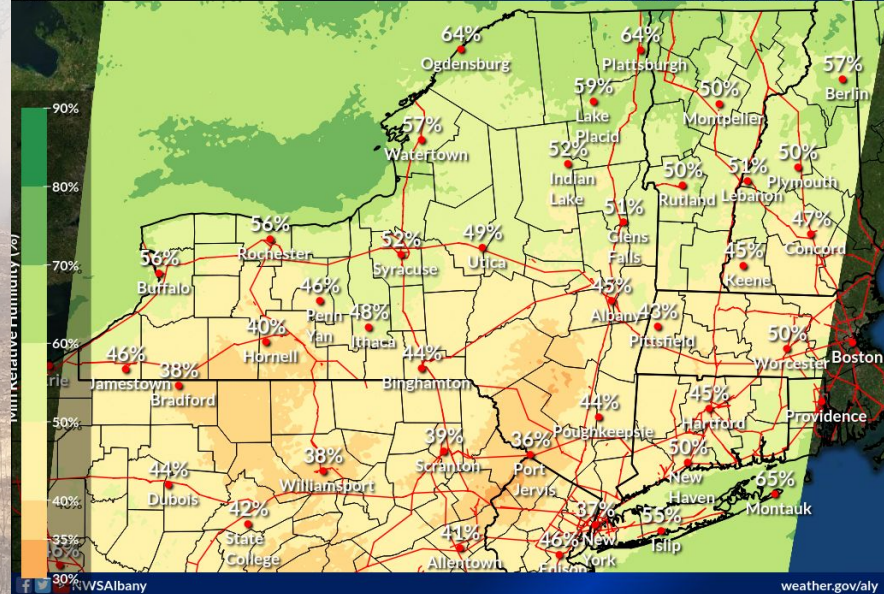 64%
Ogdensburg
64%
Plattsburgh
57%
Berlin
59%
Lake
Placid
50%
Montpelier
90%
57%
Watertown
52%
Indian
Lake
50%
Rutland
51%
Lebanon
50%
Plymouth
80%
56%
Rochester
52%
Syracuse
49%
Utica
51%
Glens
Falls
47%
Concord
45%
Keene
56%
Buffalo
70%
46%
Penn
Yan
48%
Ithaca
45%
Albany
43%
Pittsfield
40%
Hornell
50%
Worcester
Boston
60%
46%
Jamestown
38%
Bradford
44%
Binghamton
44%
Poughkeepsie
45%
Hartford
Providence
50%
39%
Scranton
36%
Port
Jervis
50%
New
Haven
38%
Williamsport
44%
Dubois
65%
Montauk
40%
42%
State
College
41%
Allentown
46%
Edison
37%
New
York
55%
Islip
35%
30%
Min Relative Humidity (%)
NWSAlbany
weather.gov/aly